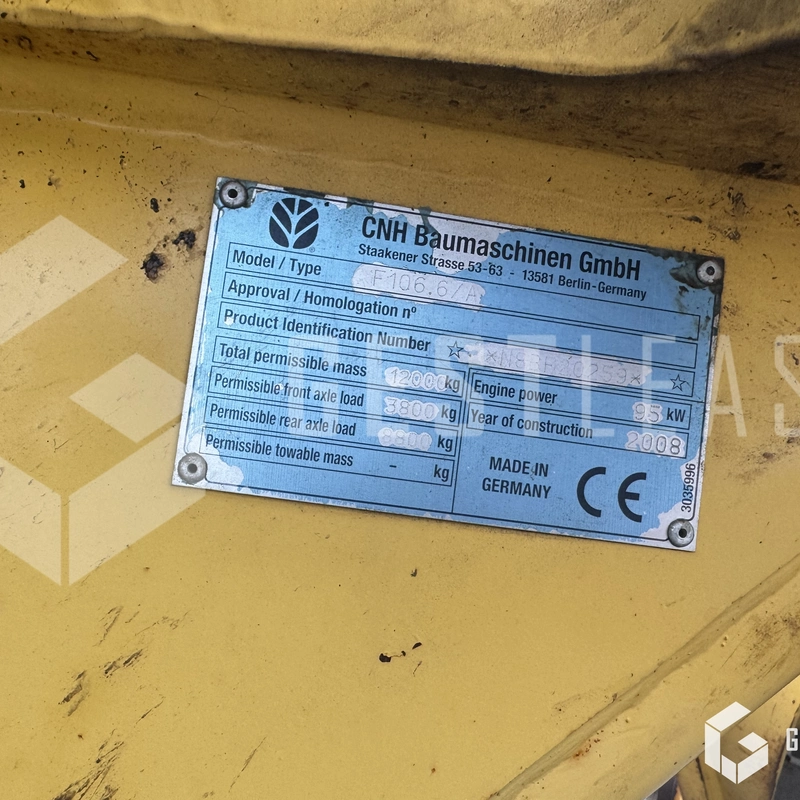 CNH Baumaschinen GmbH
Staakener Strasse 53-63 - 13581 Berlin-Germany
Model / Type F106.6/A
Approval / Homologation nº
Product Identification Number
Total permissible mass 12000 kg
Permissible front axle load 3800 kg
Permissible rear axle load kg
Permissible towable mass - kg
Engine power 95 kW
Year of construction 2008
MADE IN
GERMANY
CE
3035996
GESTLEAS
G